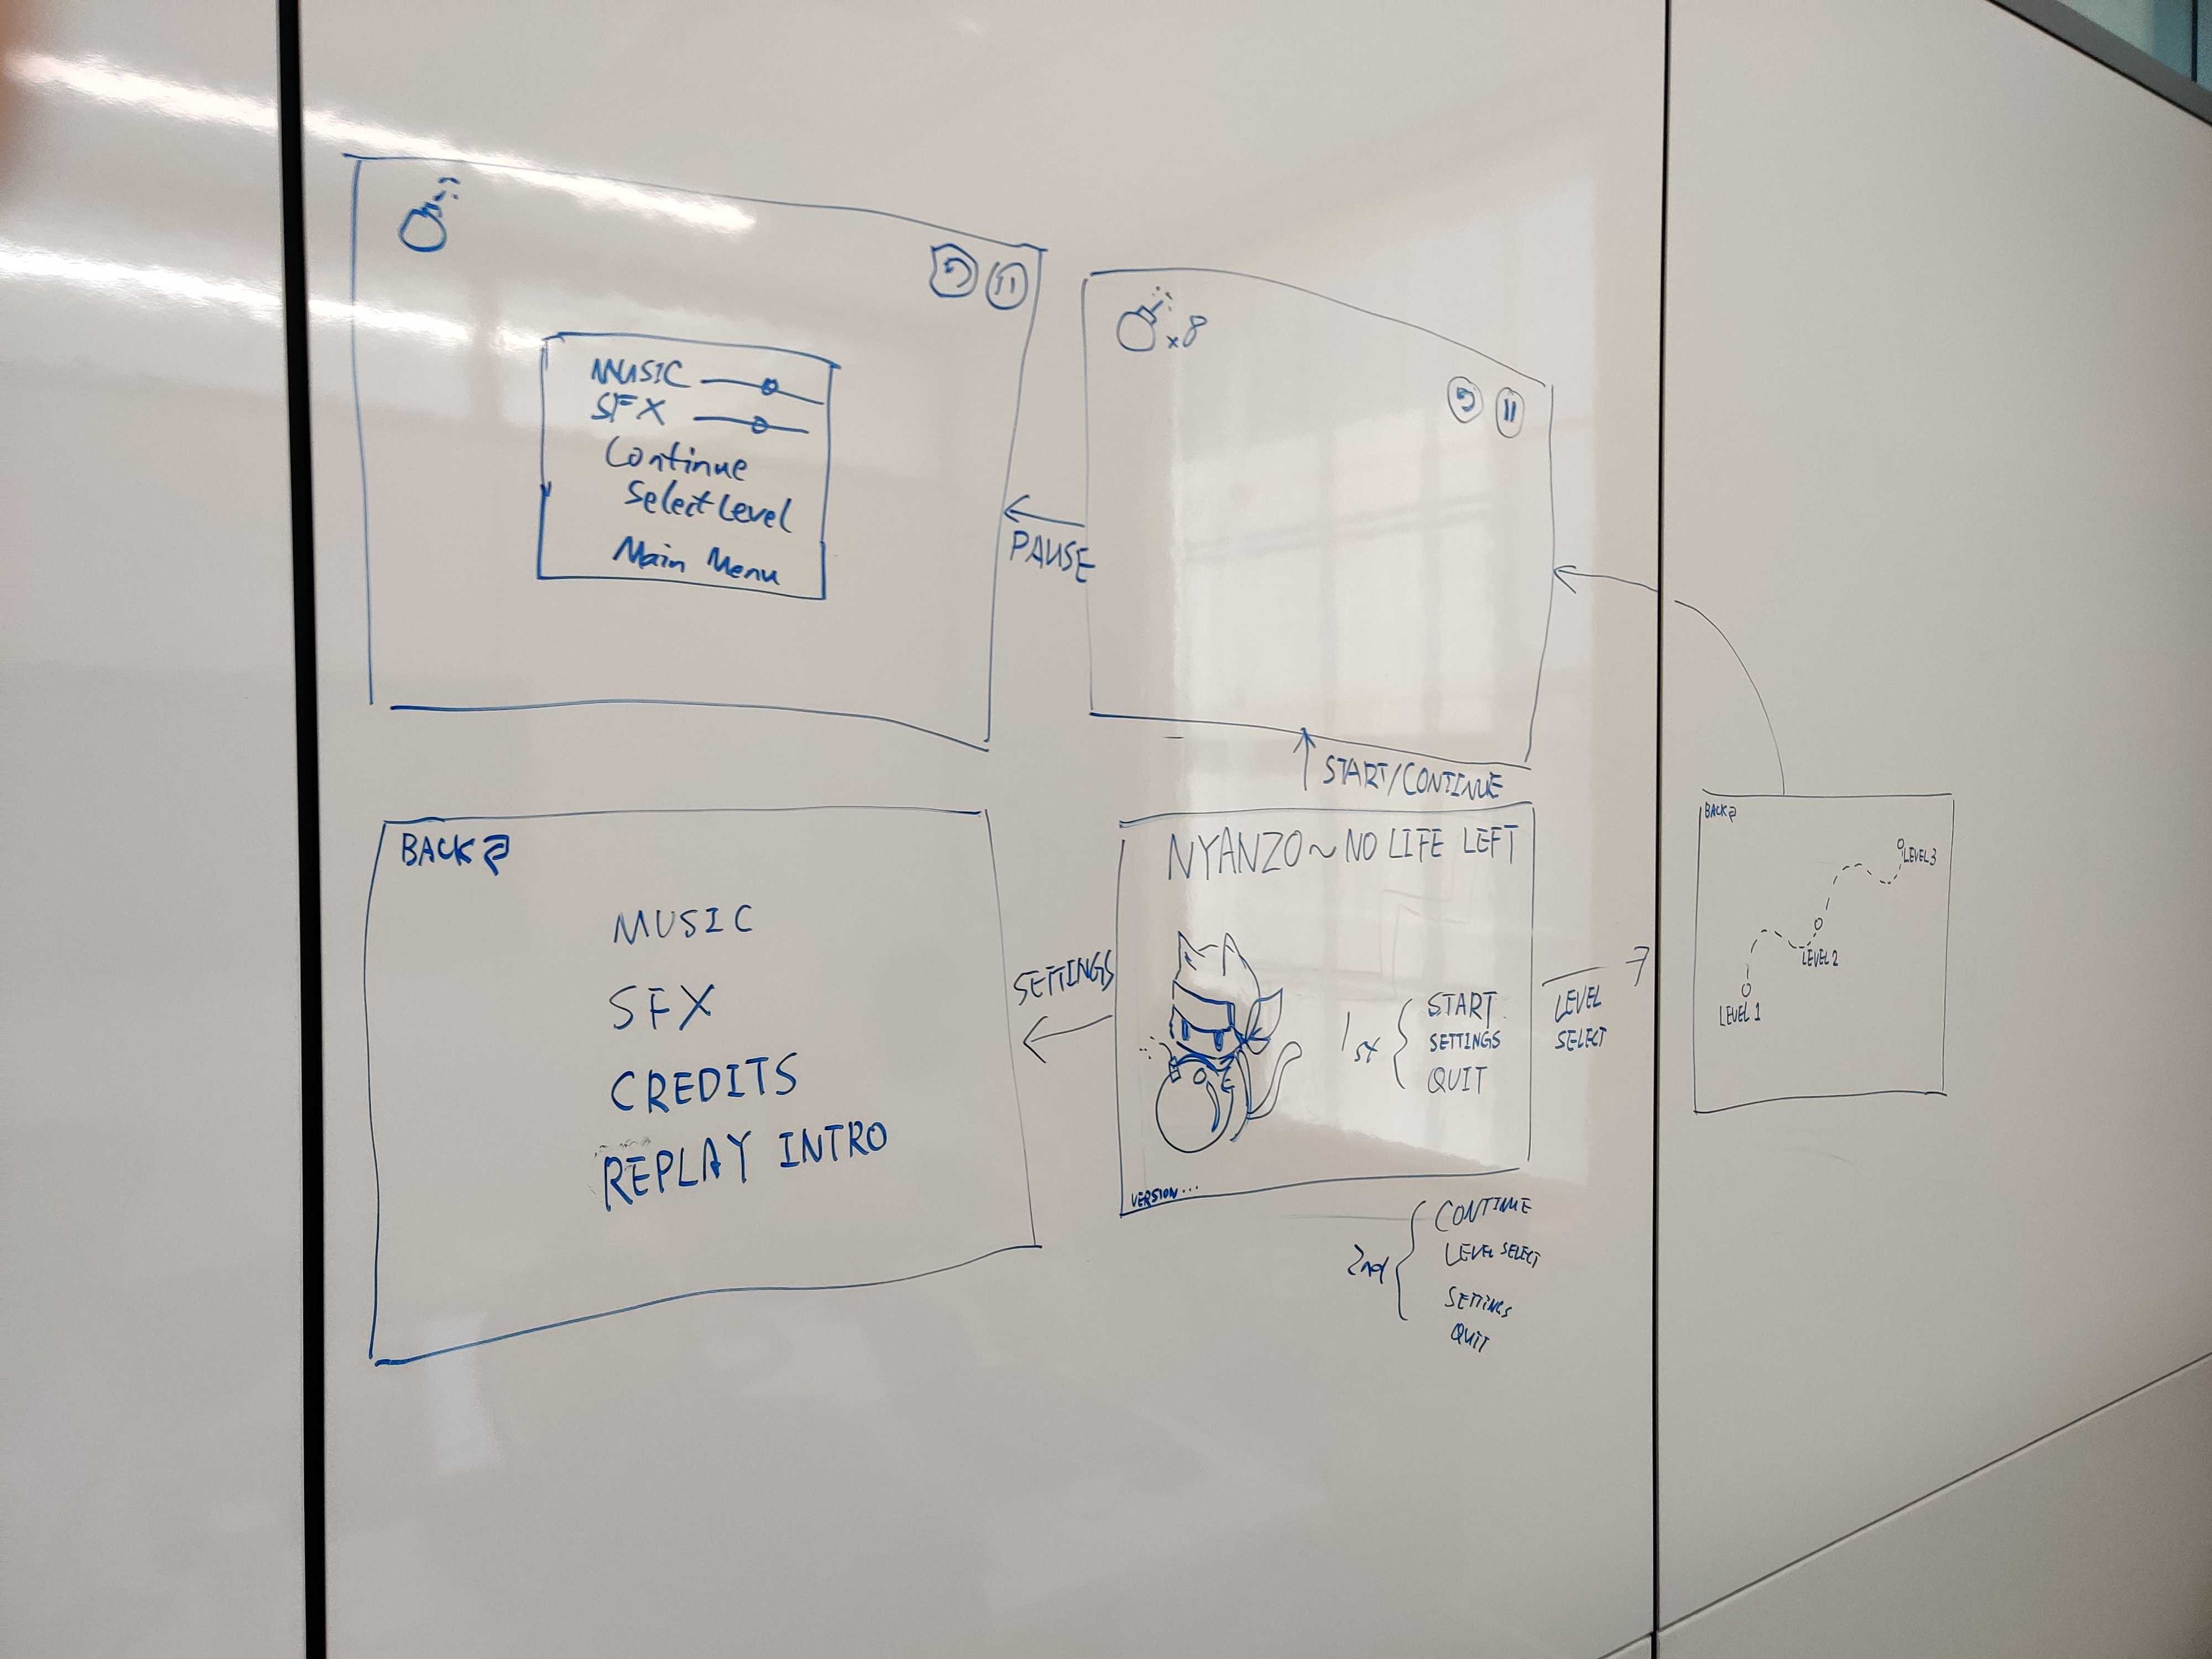 MUSIC
SFX
Continue
Select Level
Main Menu
x8
PAUSE
START/CONTINUE
BACK
MUSIC
SFX
CREDITS
REPLAY INTRO
SETTINGS
NYANZO~NO LIFE LEFT
1st
START
SETTINGS
QUIT
VERSION...
2nd
CONTINUE
LEVEL SELECT
SETTINGS
QUIT
LEVEL
SELECT
BACK
LEVEL 3
LEVEL 2
LEVEL 1